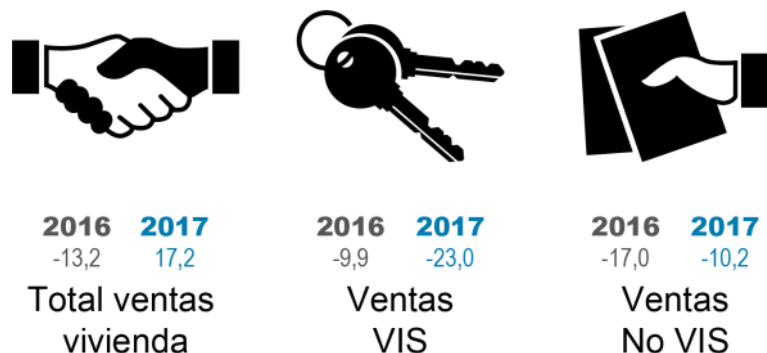 2016 2017
-13,2 17,2
Total ventas
vivienda
2016 2017
-9,9 -23,0
Ventas
VIS
2016 2017
-17,0 -10,2
Ventas
No VIS